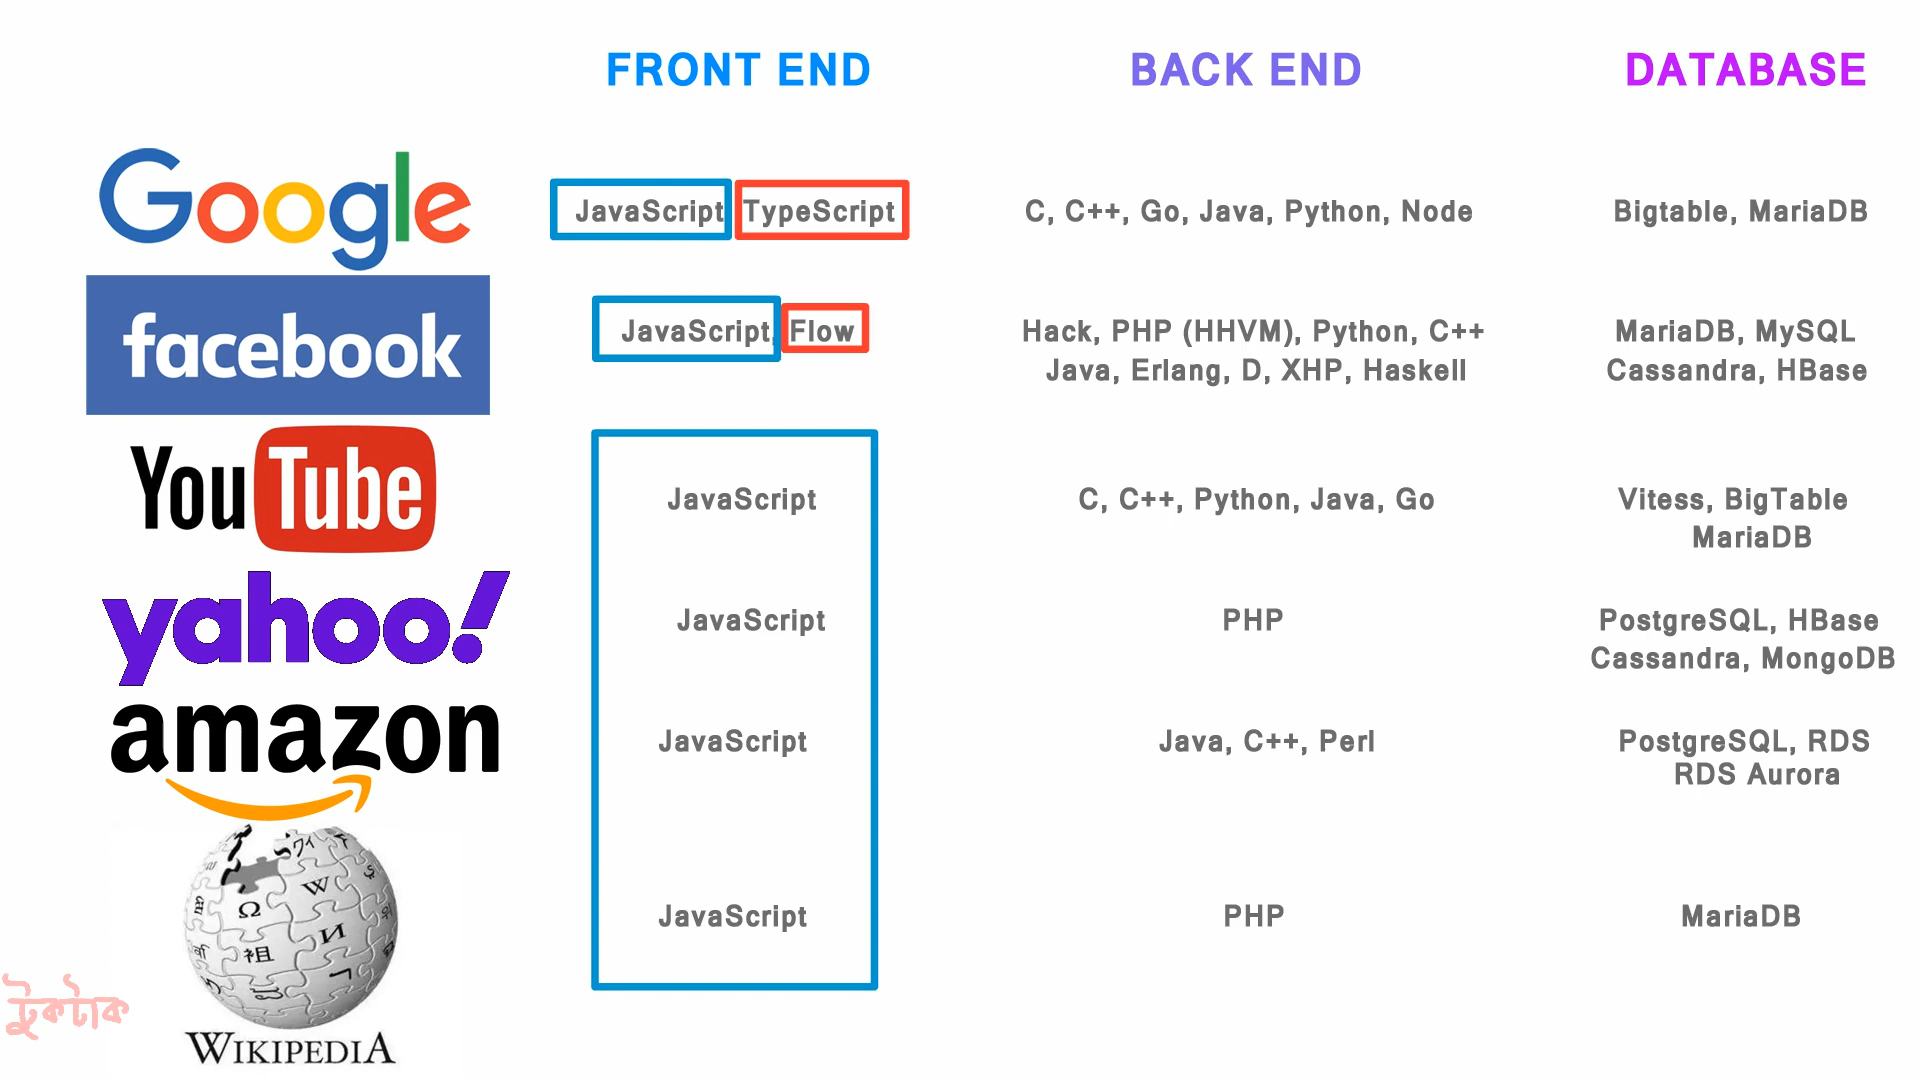 FRONT END BACK END DATABASE
Google JavaScript TypeScript C, C++, Go, Java, Python, Node Bigtable, MariaDB
facebook JavaScript, Flow Hack, PHP (HHVM), Python, C++ MariaDB, MySQL
Java, Erlang, D, XHP, Haskell Cassandra, HBase
YouTube JavaScript C, C++, Python, Java, Go Vitess, BigTable
MariaDB
yahoo! JavaScript PHP PostgreSQL, HBase
Cassandra, MongoDB
amazon JavaScript Java, C++, Perl PostgreSQL, RDS
RDS Aurora
JavaScript PHP MariaDB
Ω W И 祖
টুকটাক
WIKIPEDIA